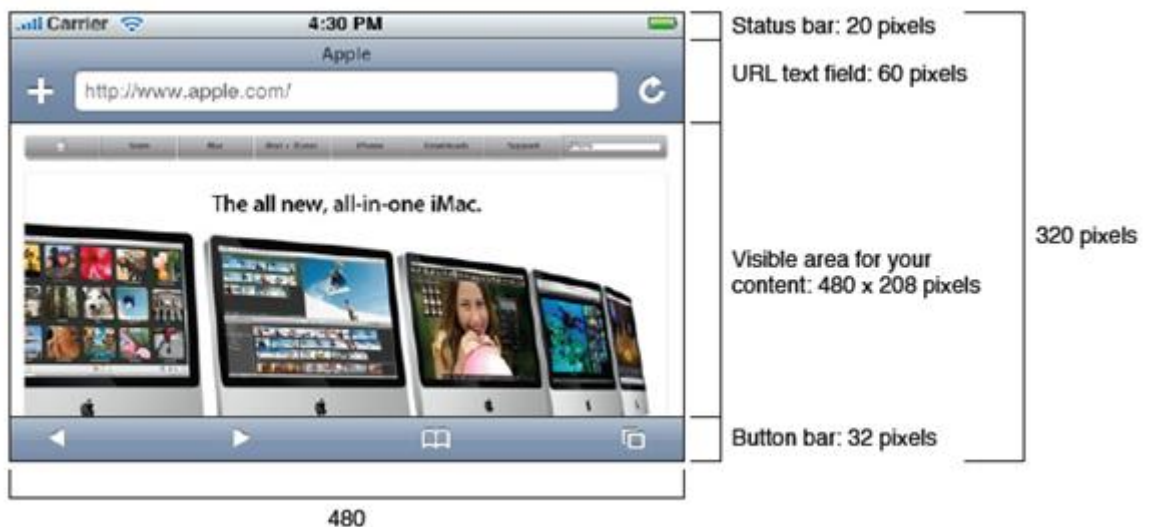 Carrier
4:30 PM
Apple
http://www.apple.com/
The all new, all-in-one iMac.
Status bar: 20 pixels
URL text field: 60 pixels
Visible area for your
content: 480 x 208 pixels
320 pixels
Button bar: 32 pixels
480